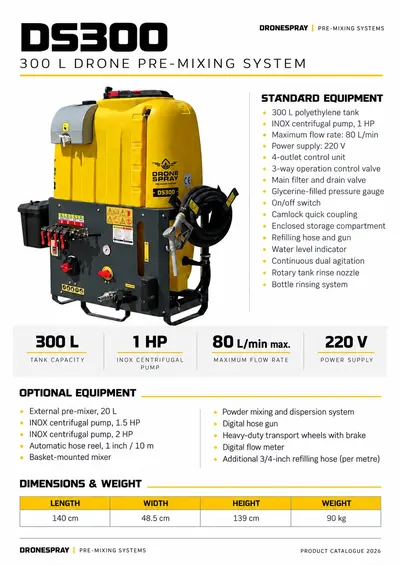 DS300
DRONESPRAY | PRE-MIXING SYSTEMS
300 L DRONE PRE-MIXING SYSTEM
DRONE
SPRAY
DS300
STANDARD EQUIPMENT
300 L polyethylene tank
INOX centrifugal pump, 1 HP
Maximum flow rate: 80 L/min
Power supply: 220 V
4-outlet control unit
3-way operation control valve
Main filter and drain valve
Glycerine-filled pressure gauge
On/off switch
Camlock quick coupling
Enclosed storage compartment
Refilling hose and gun
Water level indicator
Continuous dual agitation
Rotary tank rinse nozzle
Bottle rinsing system
300 L
TANK CAPACITY
1 HP
INOX CENTRIFUGAL
PUMP
80 L/min max.
MAXIMUM FLOW RATE
220 V
POWER SUPPLY
OPTIONAL EQUIPMENT
External pre-mixer, 20 L
INOX centrifugal pump, 1.5 HP
INOX centrifugal pump, 2 HP
Automatic hose reel, 1 inch / 10 m
Basket-mounted mixer
Powder mixing and dispersion system
Digital hose gun
Heavy-duty transport wheels with brake
Digital flow meter
Additional 3/4-inch refilling hose (per metre)
DIMENSIONS & WEIGHT
LENGTH WIDTH HEIGHT WEIGHT
140 cm 48.5 cm 139 cm 90 kg
DRONESPRAY | PRE-MIXING SYSTEMS
PRODUCT CATALOGUE 2026